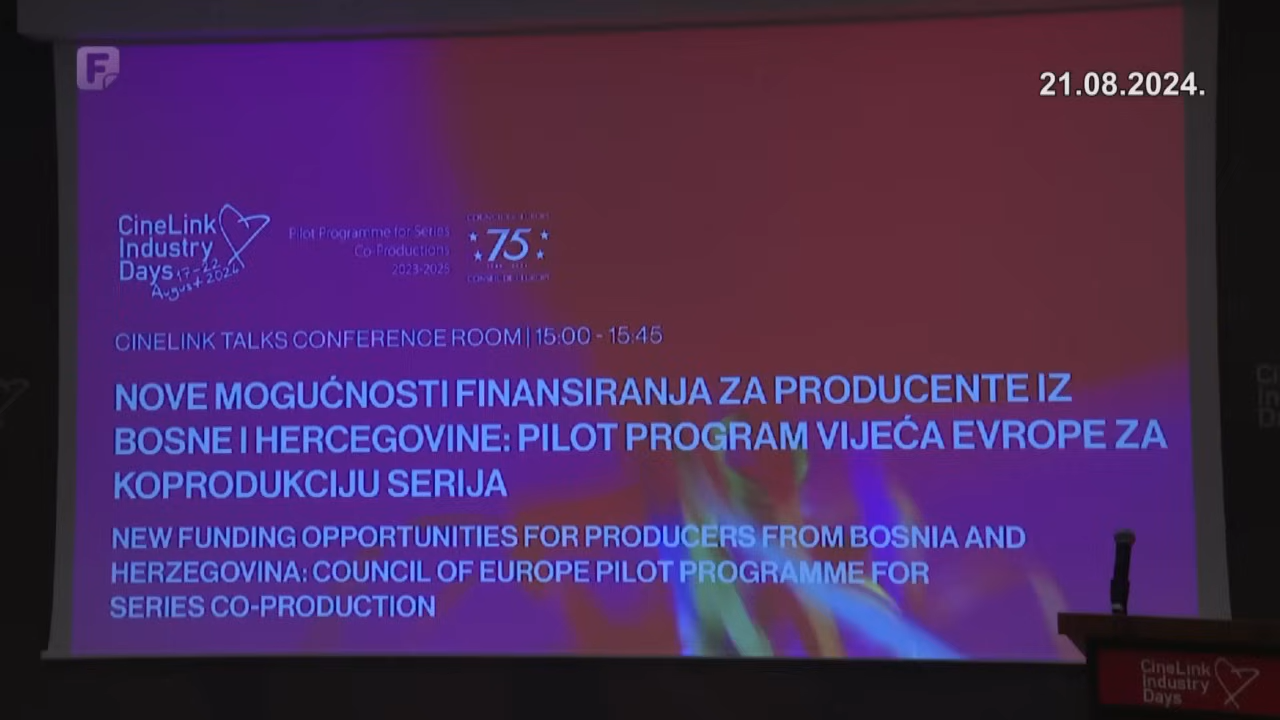 F
21.08.2024.
CineLink
Industry
Days 17-22
August 2024
Pilot Programme for Series
Co-Productions
2023-2025
75
CINELINK TALKS CONFERENCE ROOM | 15:00 - 15:45
NOVE MOGUĆNOSTI FINANSIRANJA ZA PRODUCENTE IZ
BOSNE I HERCEGOVINE: PILOT PROGRAM VIJEĆA EVROPE ZA
KOPRODUKCIJU SERIJA
NEW FUNDING OPPORTUNITIES FOR PRODUCERS FROM BOSNIA AND
HERZEGOVINA: COUNCIL OF EUROPE PILOT PROGRAMME FOR
SERIES CO-PRODUCTION
CineLink
Industry
Days